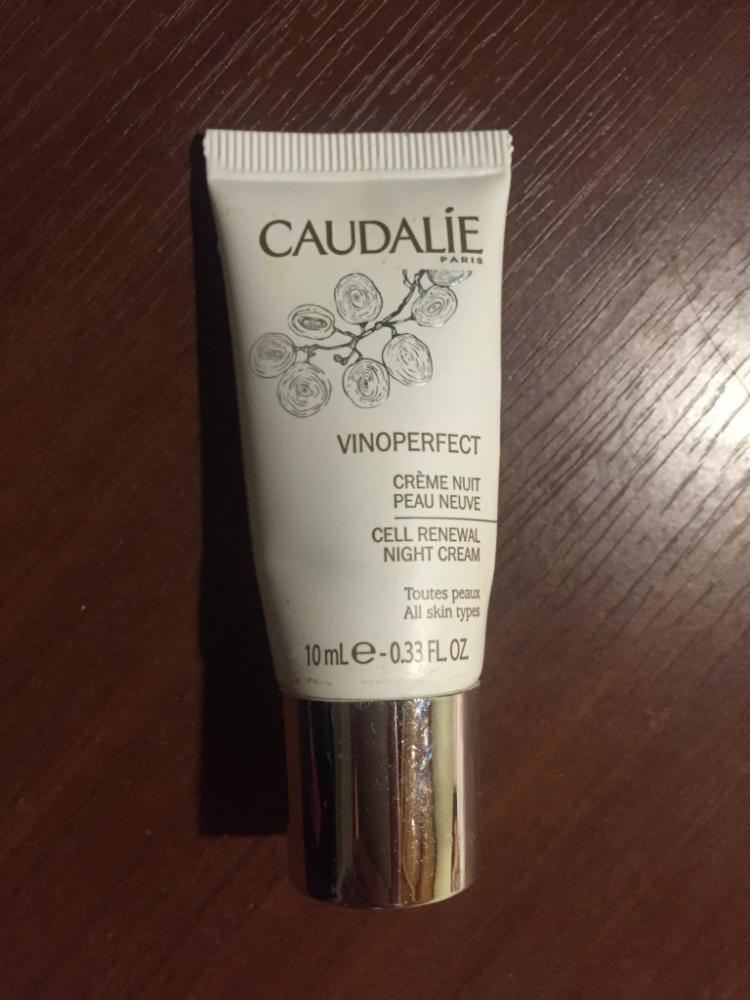 CAUDALÍE
PARIS
VINOPERFECT
CRÈME NUIT
PEAU NEUVE
CELL RENEWAL
NIGHT CREAM
Toutes peaux
All skin types
10 mL e - 0.33 FL. OZ.